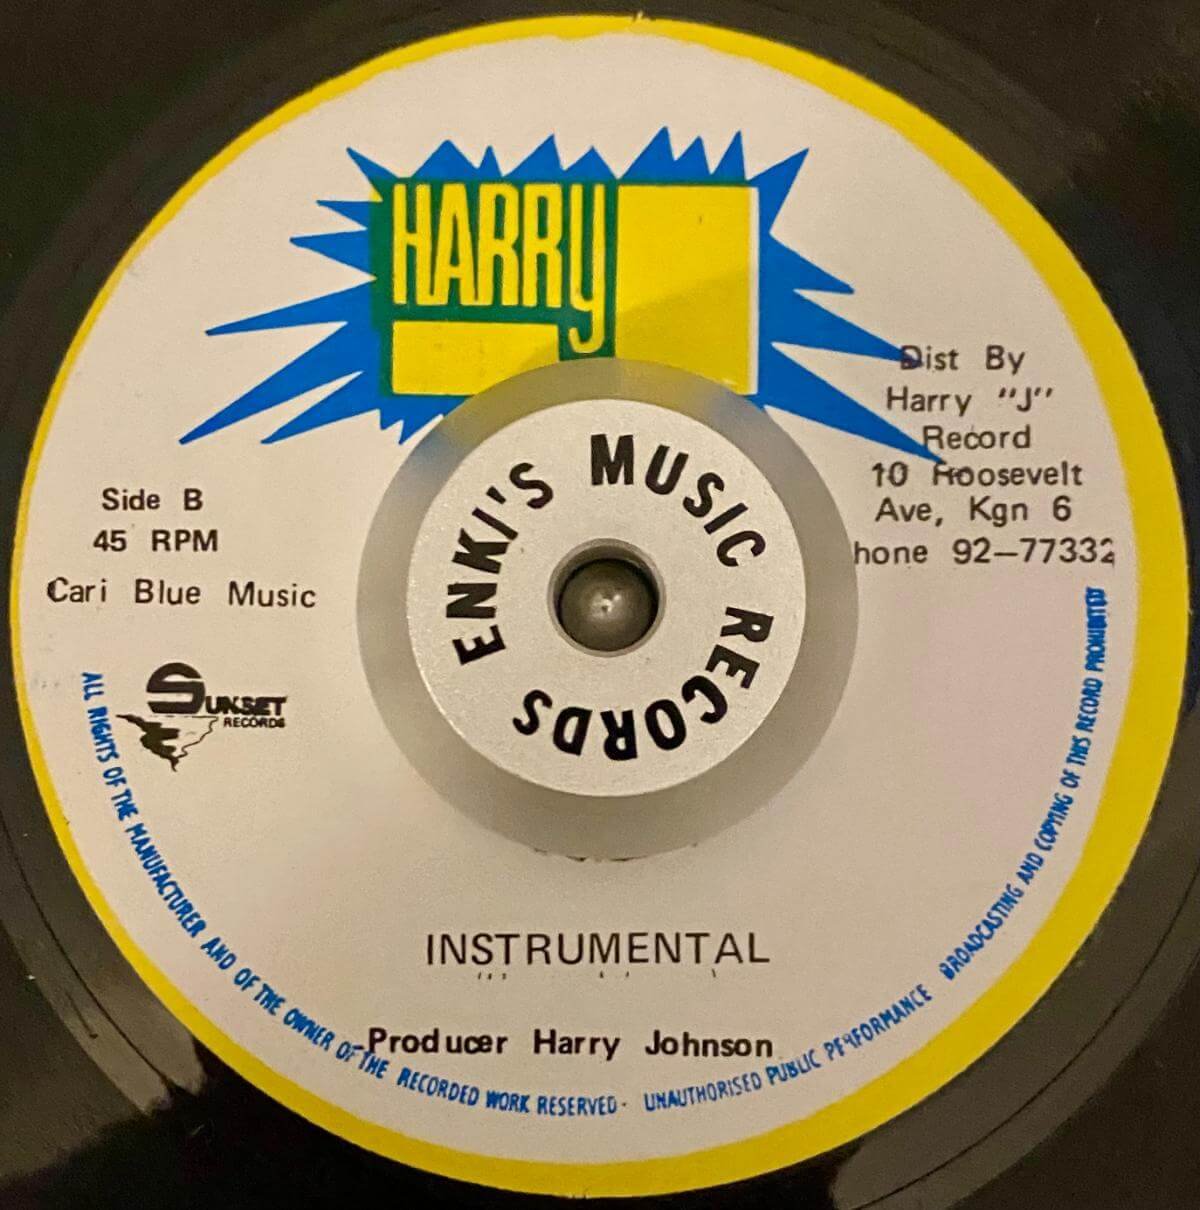 HARRY
Dist By
Harry "J"
Record
10 Roosevelt
Ave, Kgn 6
hone 92-77332
Side B
45 RPM
Cari Blue Music
SUNSET
RECORDS
ENKI'S MUSIC RECORDS
INSTRUMENTAL
Producer Harry Johnson
ALL RIGHTS OF THE MANUFACTURER AND OF THE OWNER OF THE RECORDED WORK RESERVED · UNAUTHORISED PUBLIC PERFORMANCE BROADCASTING AND COPYING OF THIS RECORD PROHIBITED